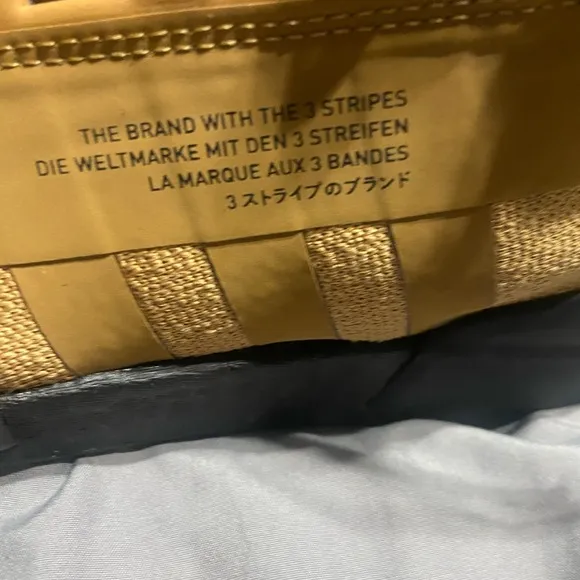 THE BRAND WITH THE 3 STRIPES
DIE WELTMARKE MIT DEN 3 STREIFEN
LA MARQUE AUX 3 BANDES
3 ストライプのブランド